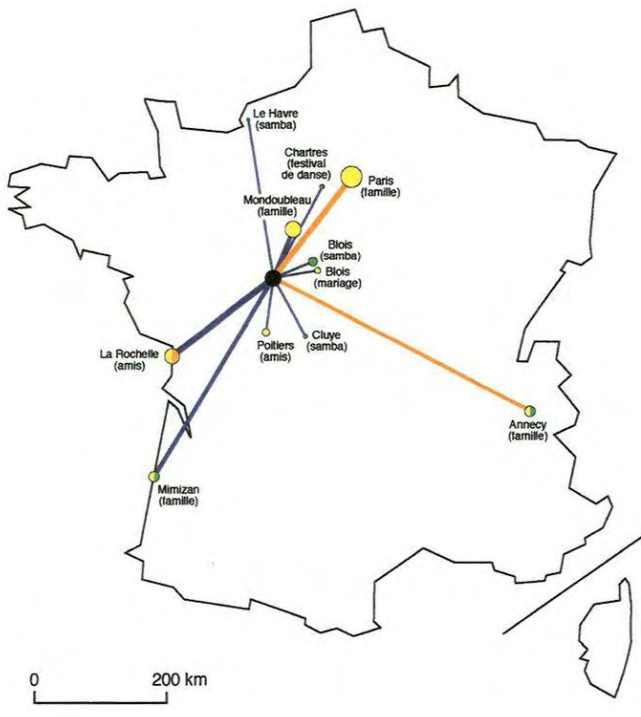 Le Havre
(samba)
Chartres
(festival
de danse)
Paris
(famille)
Mondoubleau
(famille)
Blois
(samba)
Blois
(mariage)
La Rochelle
(amis)
Poitiers
(amis)
Cluye
(samba)
Annecy
(famille)
Mimizan
(famille)
0
200 km